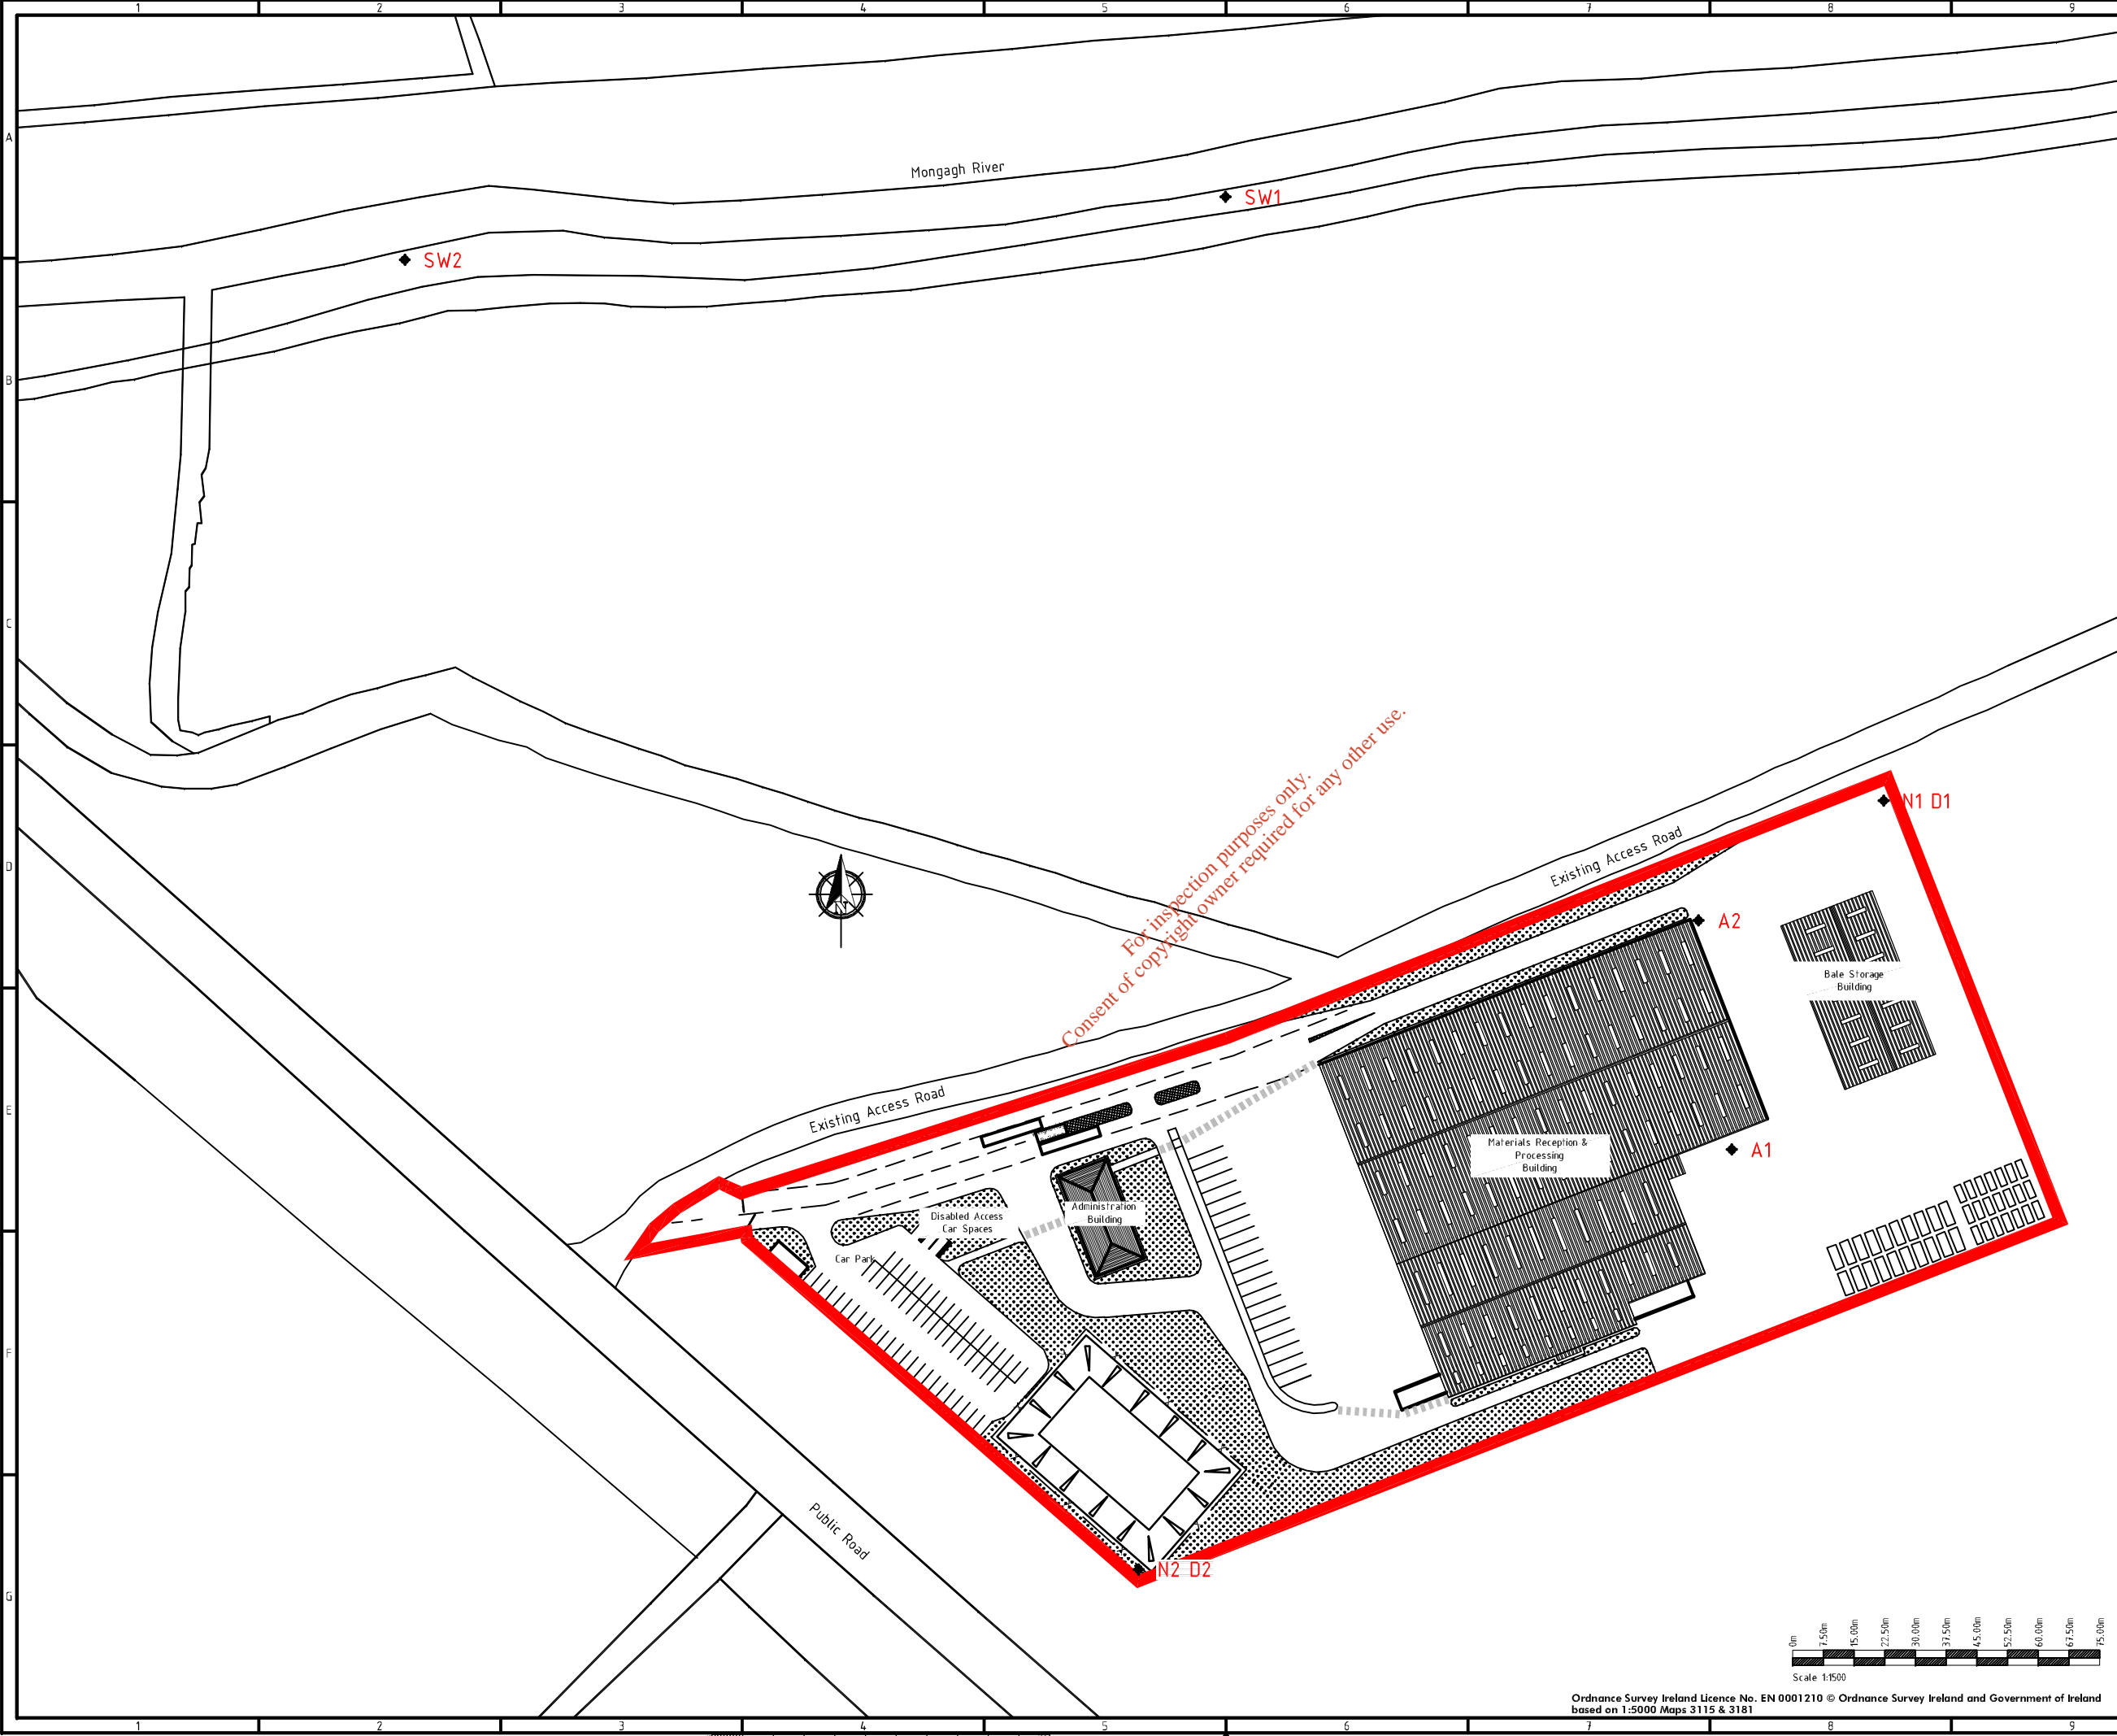 1 2 3 4 5 6 7 8 9
A
Mongagh River
SW1
SW2
B
C
For inspection purposes only.
Consent of copyright owner required for any other use.
N1 D1
Existing Access Road
D
A2
Bale Storage
Building
Existing Access Road
E
Materials Reception &
Processing
Building
A1
Administration
Building
Disabled Access
Car Spaces
Car Park
F
Public Road
N2 D2
G
0m 7.50m 15.00m 22.50m 30.00m 37.50m 45.00m 52.50m 60.00m 67.50m 75.00m
Scale 1:1500
Ordnance Survey Ireland Licence No. EN 0001210 © Ordnance Survey Ireland and Government of Ireland
based on 1:5000 Maps 3115 & 3181
1 2 3 4 5 6 7 8 9